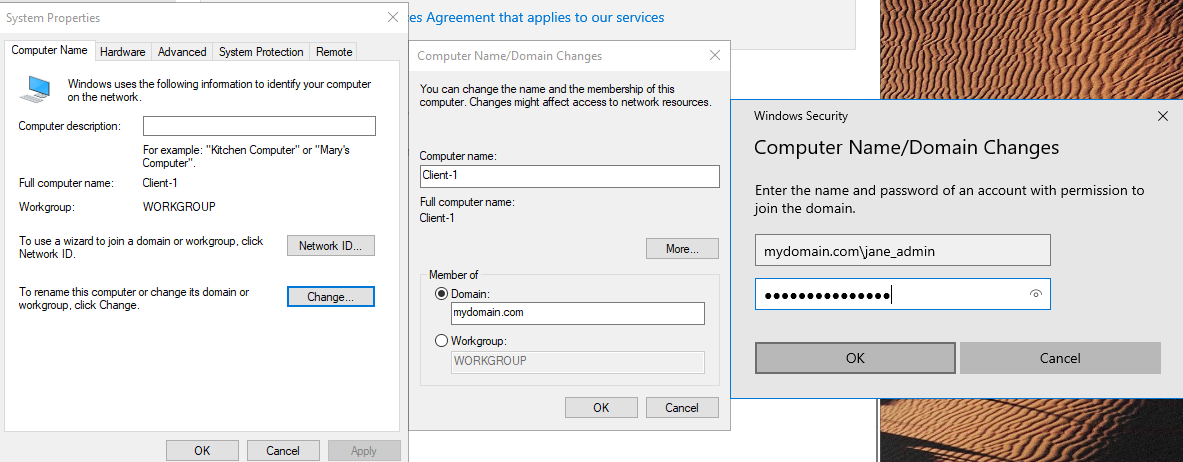 System Properties
Computer Name Hardware Advanced System Protection Remote
Windows uses the following information to identify your computer
on the network.
Computer description:
For example: "Kitchen Computer" or "Mary's
Computer".
Full computer name: Client-1
Workgroup: WORKGROUP
To use a wizard to join a domain or workgroup, click
Network ID.
Network ID...
To rename this computer or change its domain or
workgroup, click Change.
Change...
OK Cancel Apply
es Agreement that applies to our services
Computer Name/Domain Changes
You can change the name and the membership of this
computer. Changes might affect access to network resources.
Computer name:
Client-1
Full computer name:
Client-1
More...
Member of
Domain:
mydomain.com
Workgroup:
WORKGROUP
OK Cancel
Windows Security
Computer Name/Domain Changes
Enter the name and password of an account with permission to
join the domain.
mydomain.com\jane_admin
●●●●●●●●●●●●●●●
OK Cancel